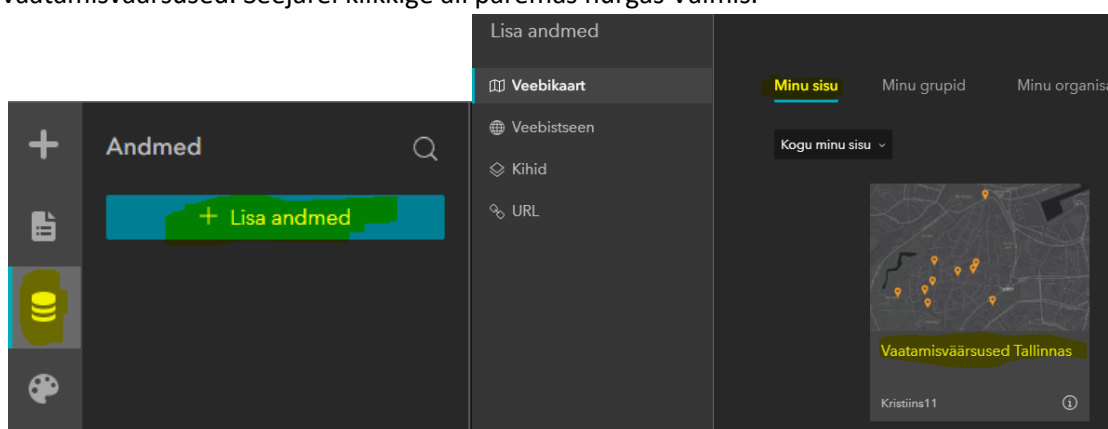 vaatamisväärsused. Seejärel klikkige all paremas nurgas Valmis.
Andmed
+ Lisa andmed
Lisa andmed
Veebikaart
Veebistseen
Kihid
URL
Minu sisu Minu grupid Minu organisa
Kogu minu sisu
Vaatamisväärsused Tallinnas
Kristiins11